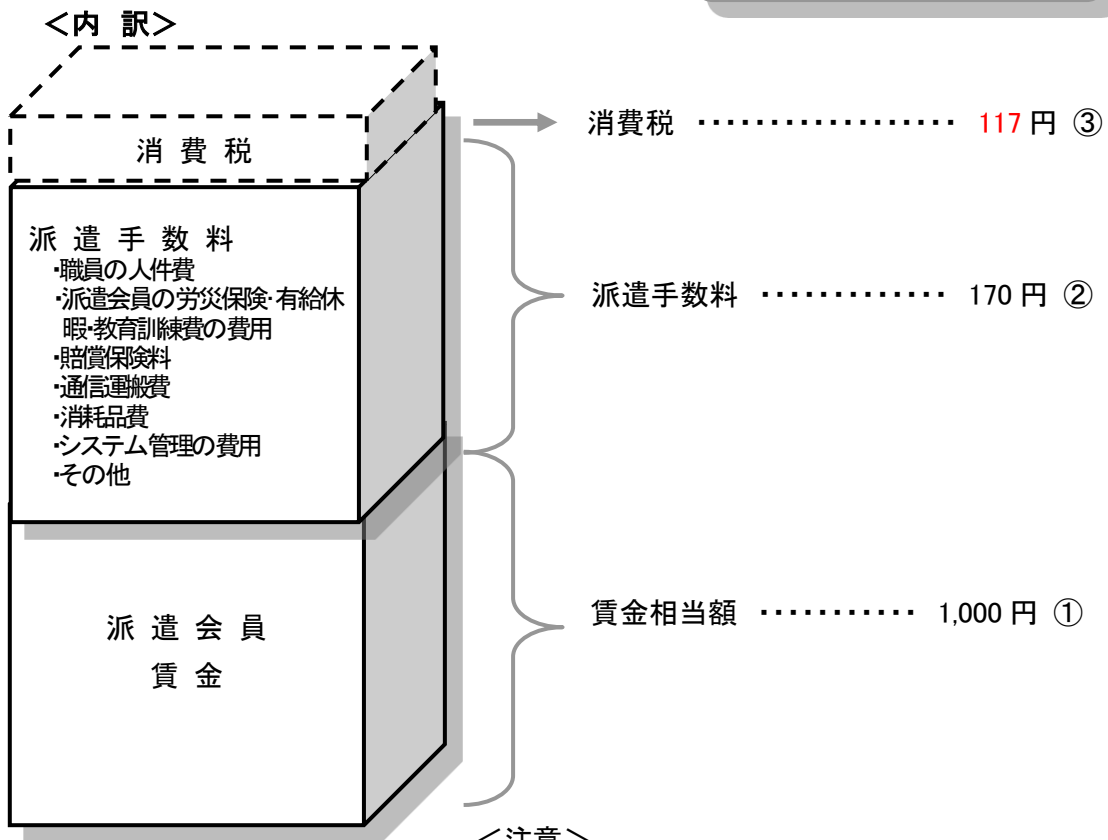 ＜内 訳＞
消費税 ・・・・・・・・・・・・・・・・・・ 117 円 ③
消 費 税
派 遣 手 数 料
・職員の人件費
・派遣会員の労災保険・有給休
暇・教育訓練費の費用
・賠償保険料
・通信運搬費
・消耗品費
・システム管理の費用
・その他
派遣手数料 ・・・・・・・・・・・・・ 170 円 ②
派 遣 会 員
賃 金
賃金相当額 ・・・・・・・・・・・ 1,000 円 ①
＜注意＞